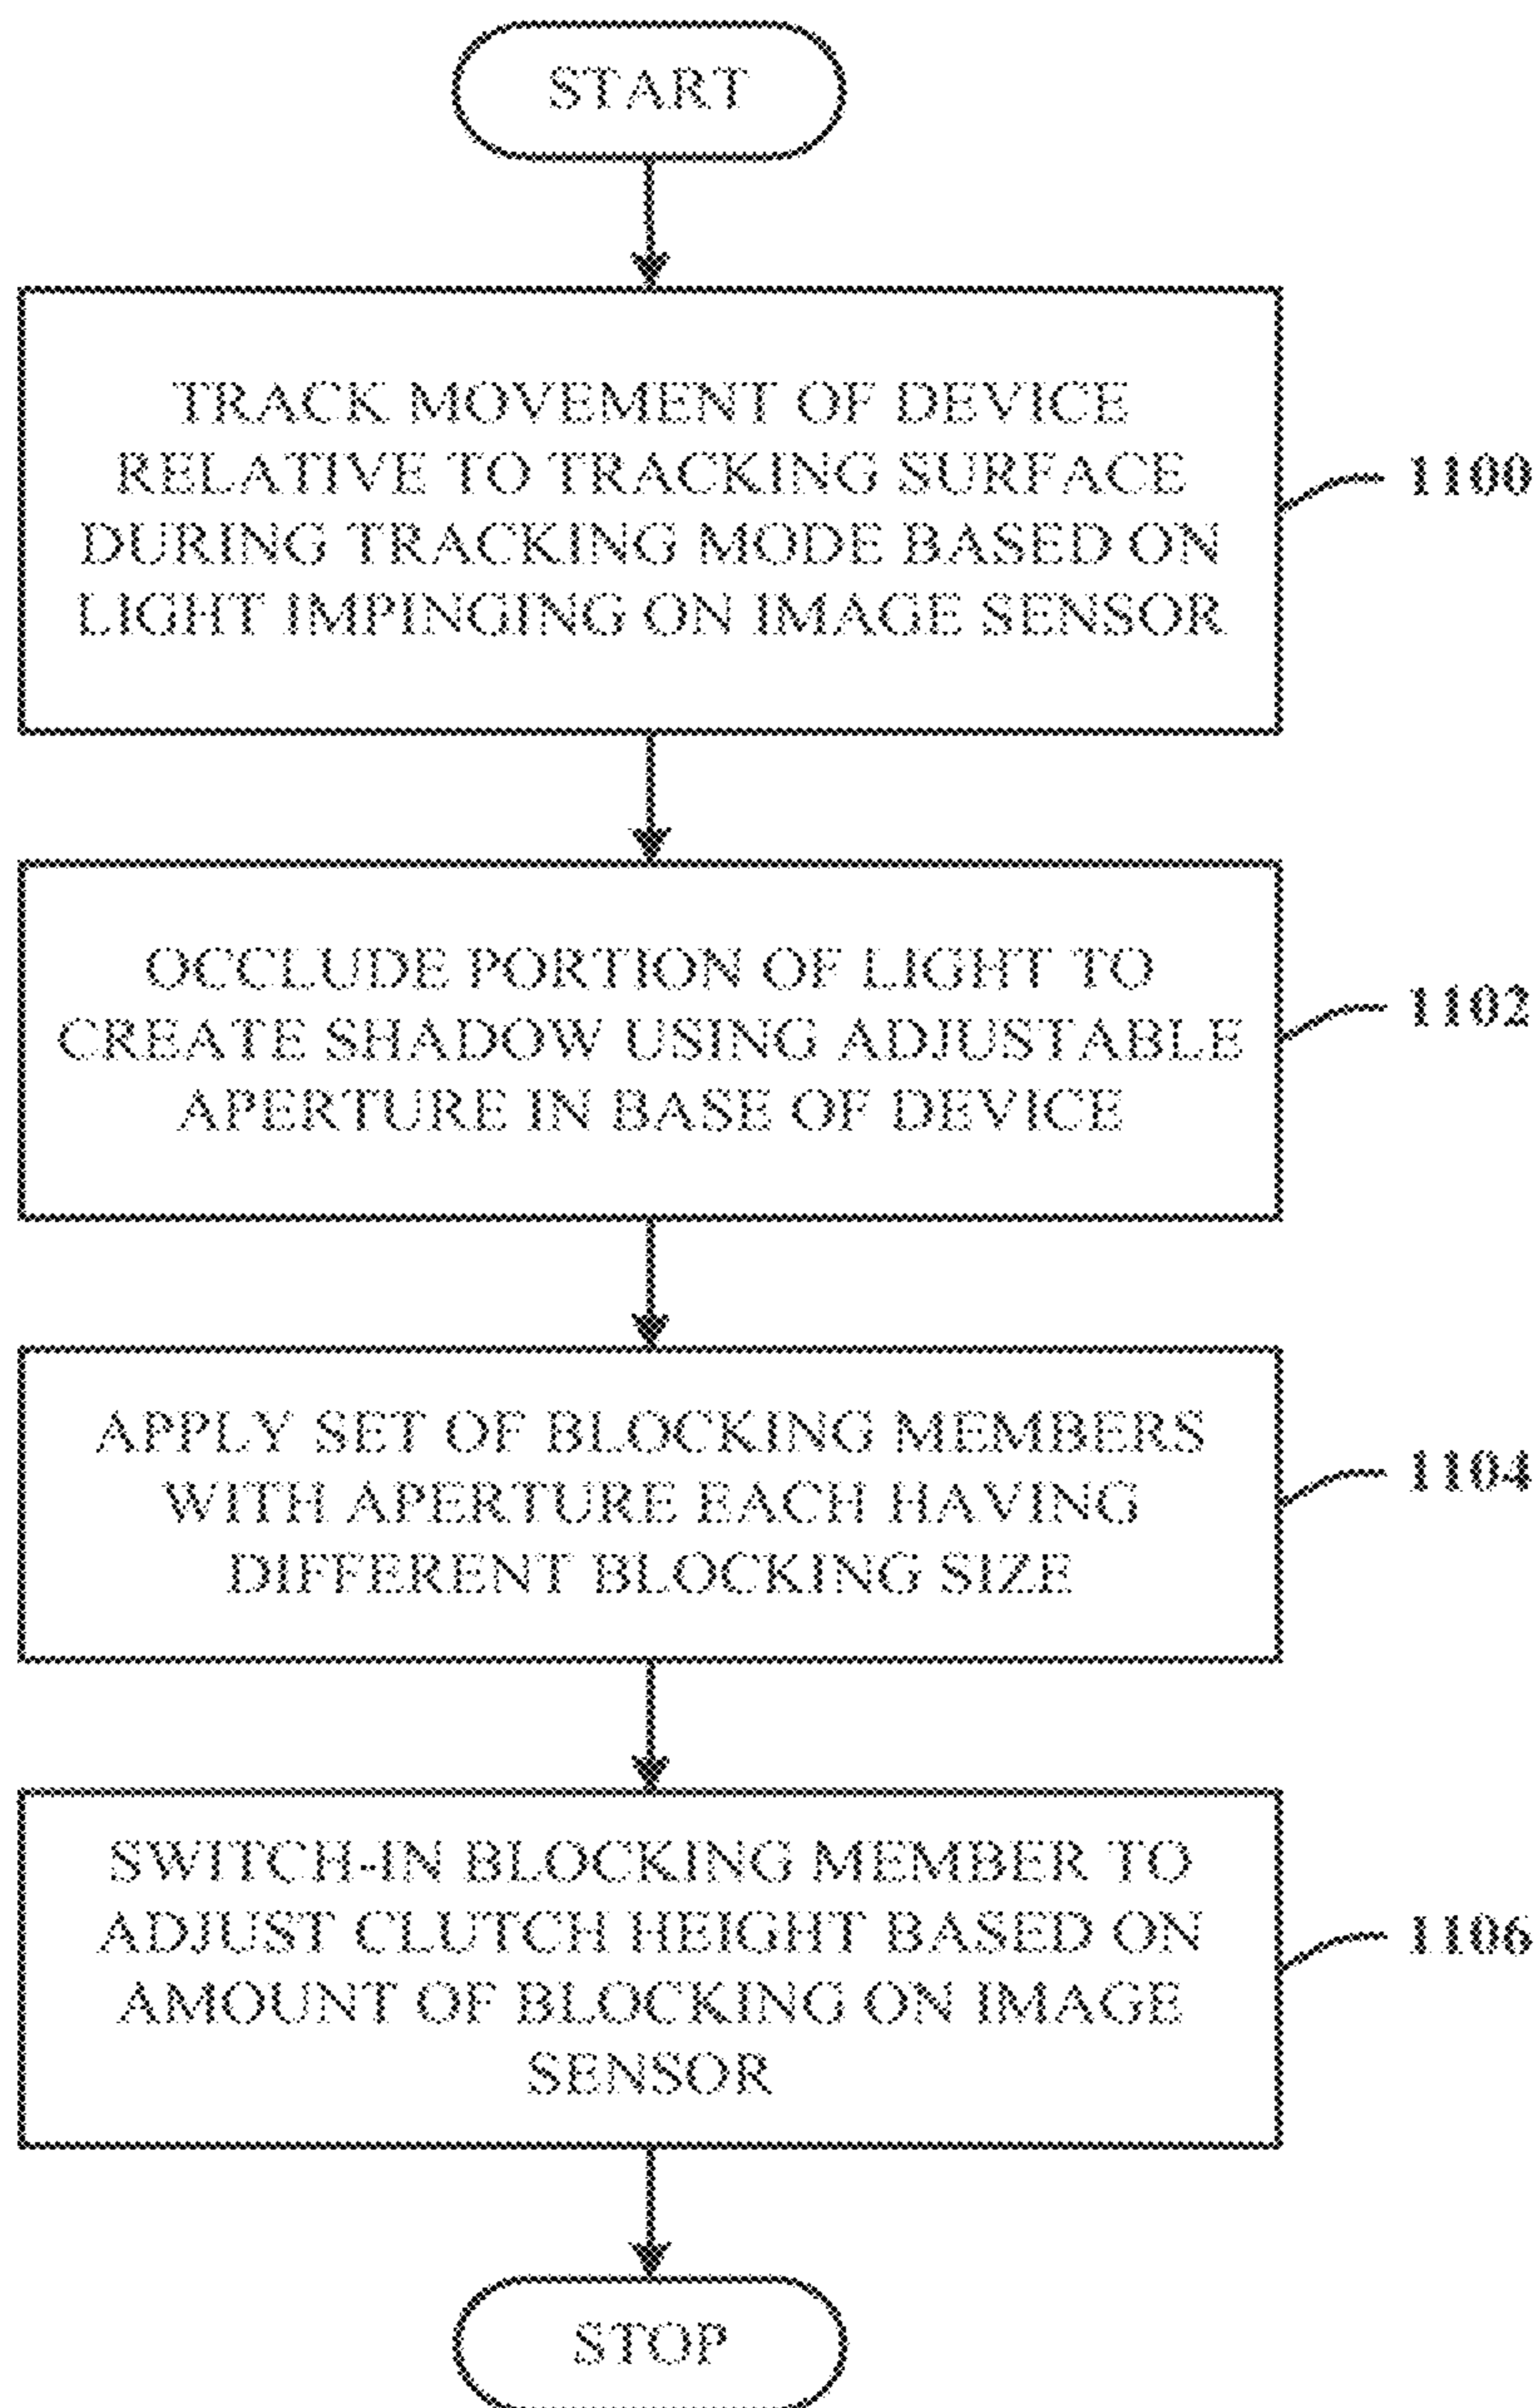 START
TRACK MOVEMENT OF DEVICE
RELATIVE TO TRACKING SURFACE
DURING TRACKING MODE BASED ON
LIGHT IMPINGING ON IMAGE SENSOR
1100
OCCLUDE PORTION OF LIGHT TO
CREATE SHADOW USING ADJUSTABLE
APERTURE IN BASE OF DEVICE
1102
APPLY SET OF BLOCKING MEMBERS
WITH APERTURE EACH HAVING
DIFFERENT BLOCKING SIZE
1104
SWITCH-IN BLOCKING MEMBER TO
ADJUST CLUTCH HEIGHT BASED ON
AMOUNT OF BLOCKING ON IMAGE
SENSOR
1106
STOP